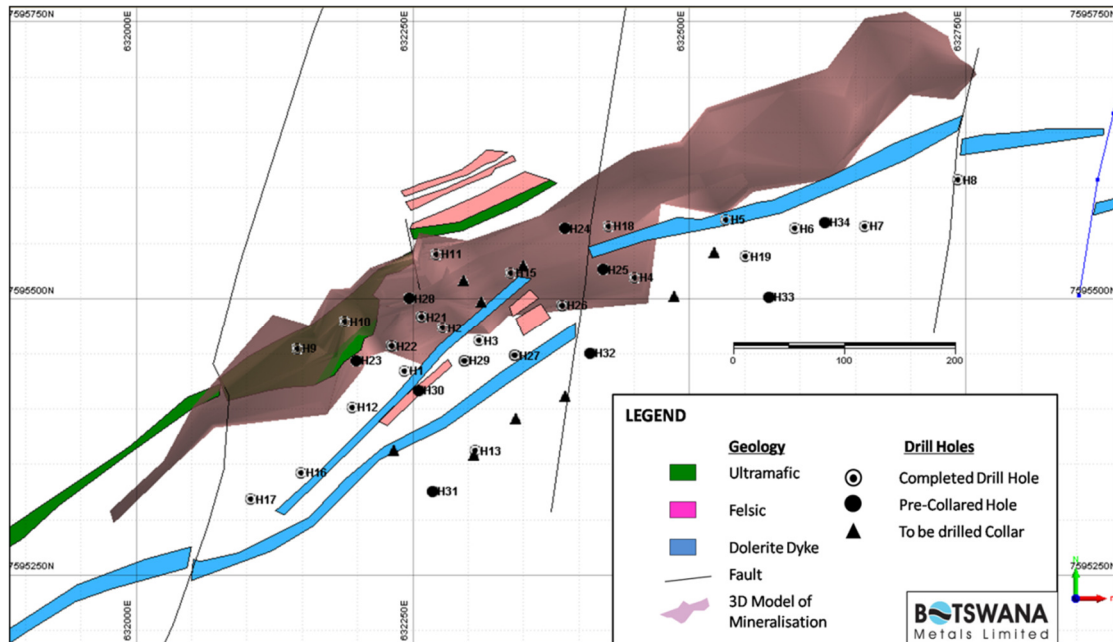 7595750N
632000E
632250E
632500E
632750E
7595750N
H8
H18
H24
H5
H34
H6
H7
H11
H19
H25
H15
H4
7595500N
H28
H33
7595500N
H26
H21
H10
H2
H3
H22
H9
H27
H32
H23
H29
H1
0 100 200
H30
H12
H13
H16
H31
H17
LEGEND
Geology
Drill Holes
Ultramafic
Completed Drill Hole
Felsic
Pre-Collared Hole
To be drilled Collar
Dolerite Dyke
Fault
3D Model of
Mineralisation
7595250N
7595250N
632000E
632250E
N
BOTSWANA
Metals Limited